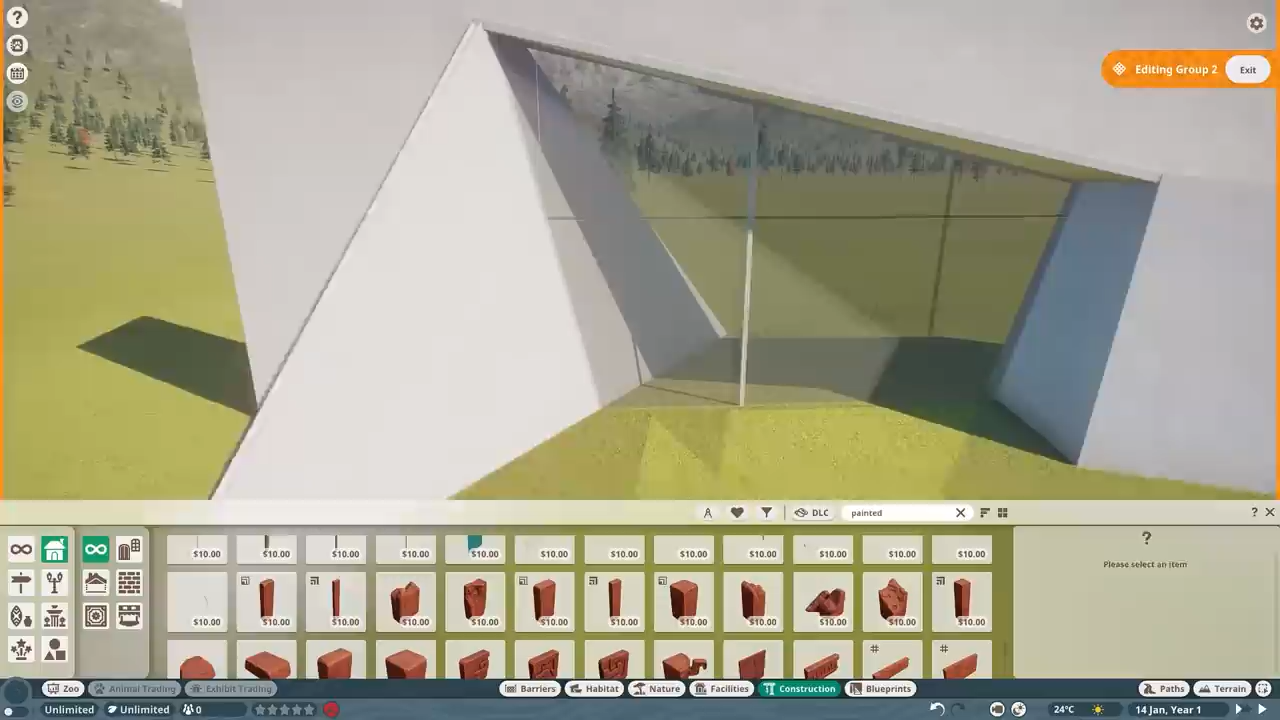 ?
Editing Group 2 Exit
A DLC painted ? 
$10.00 $10.00 $10.00 $10.00 $10.00 $10.00 $10.00 $10.00 $10.00 $10.00 $10.00 $10.00
?
Please select an item
$10.00 $10.00 $10.00 $10.00 $10.00 $10.00 $10.00 $10.00 $10.00 $10.00 $10.00 $10.00
Zoo Animal Trading Exhibit Trading Barriers Habitat Nature Facilities Construction Blueprints Paths Terrain
Unlimited Unlimited 0 24°C 14 Jan, Year 1